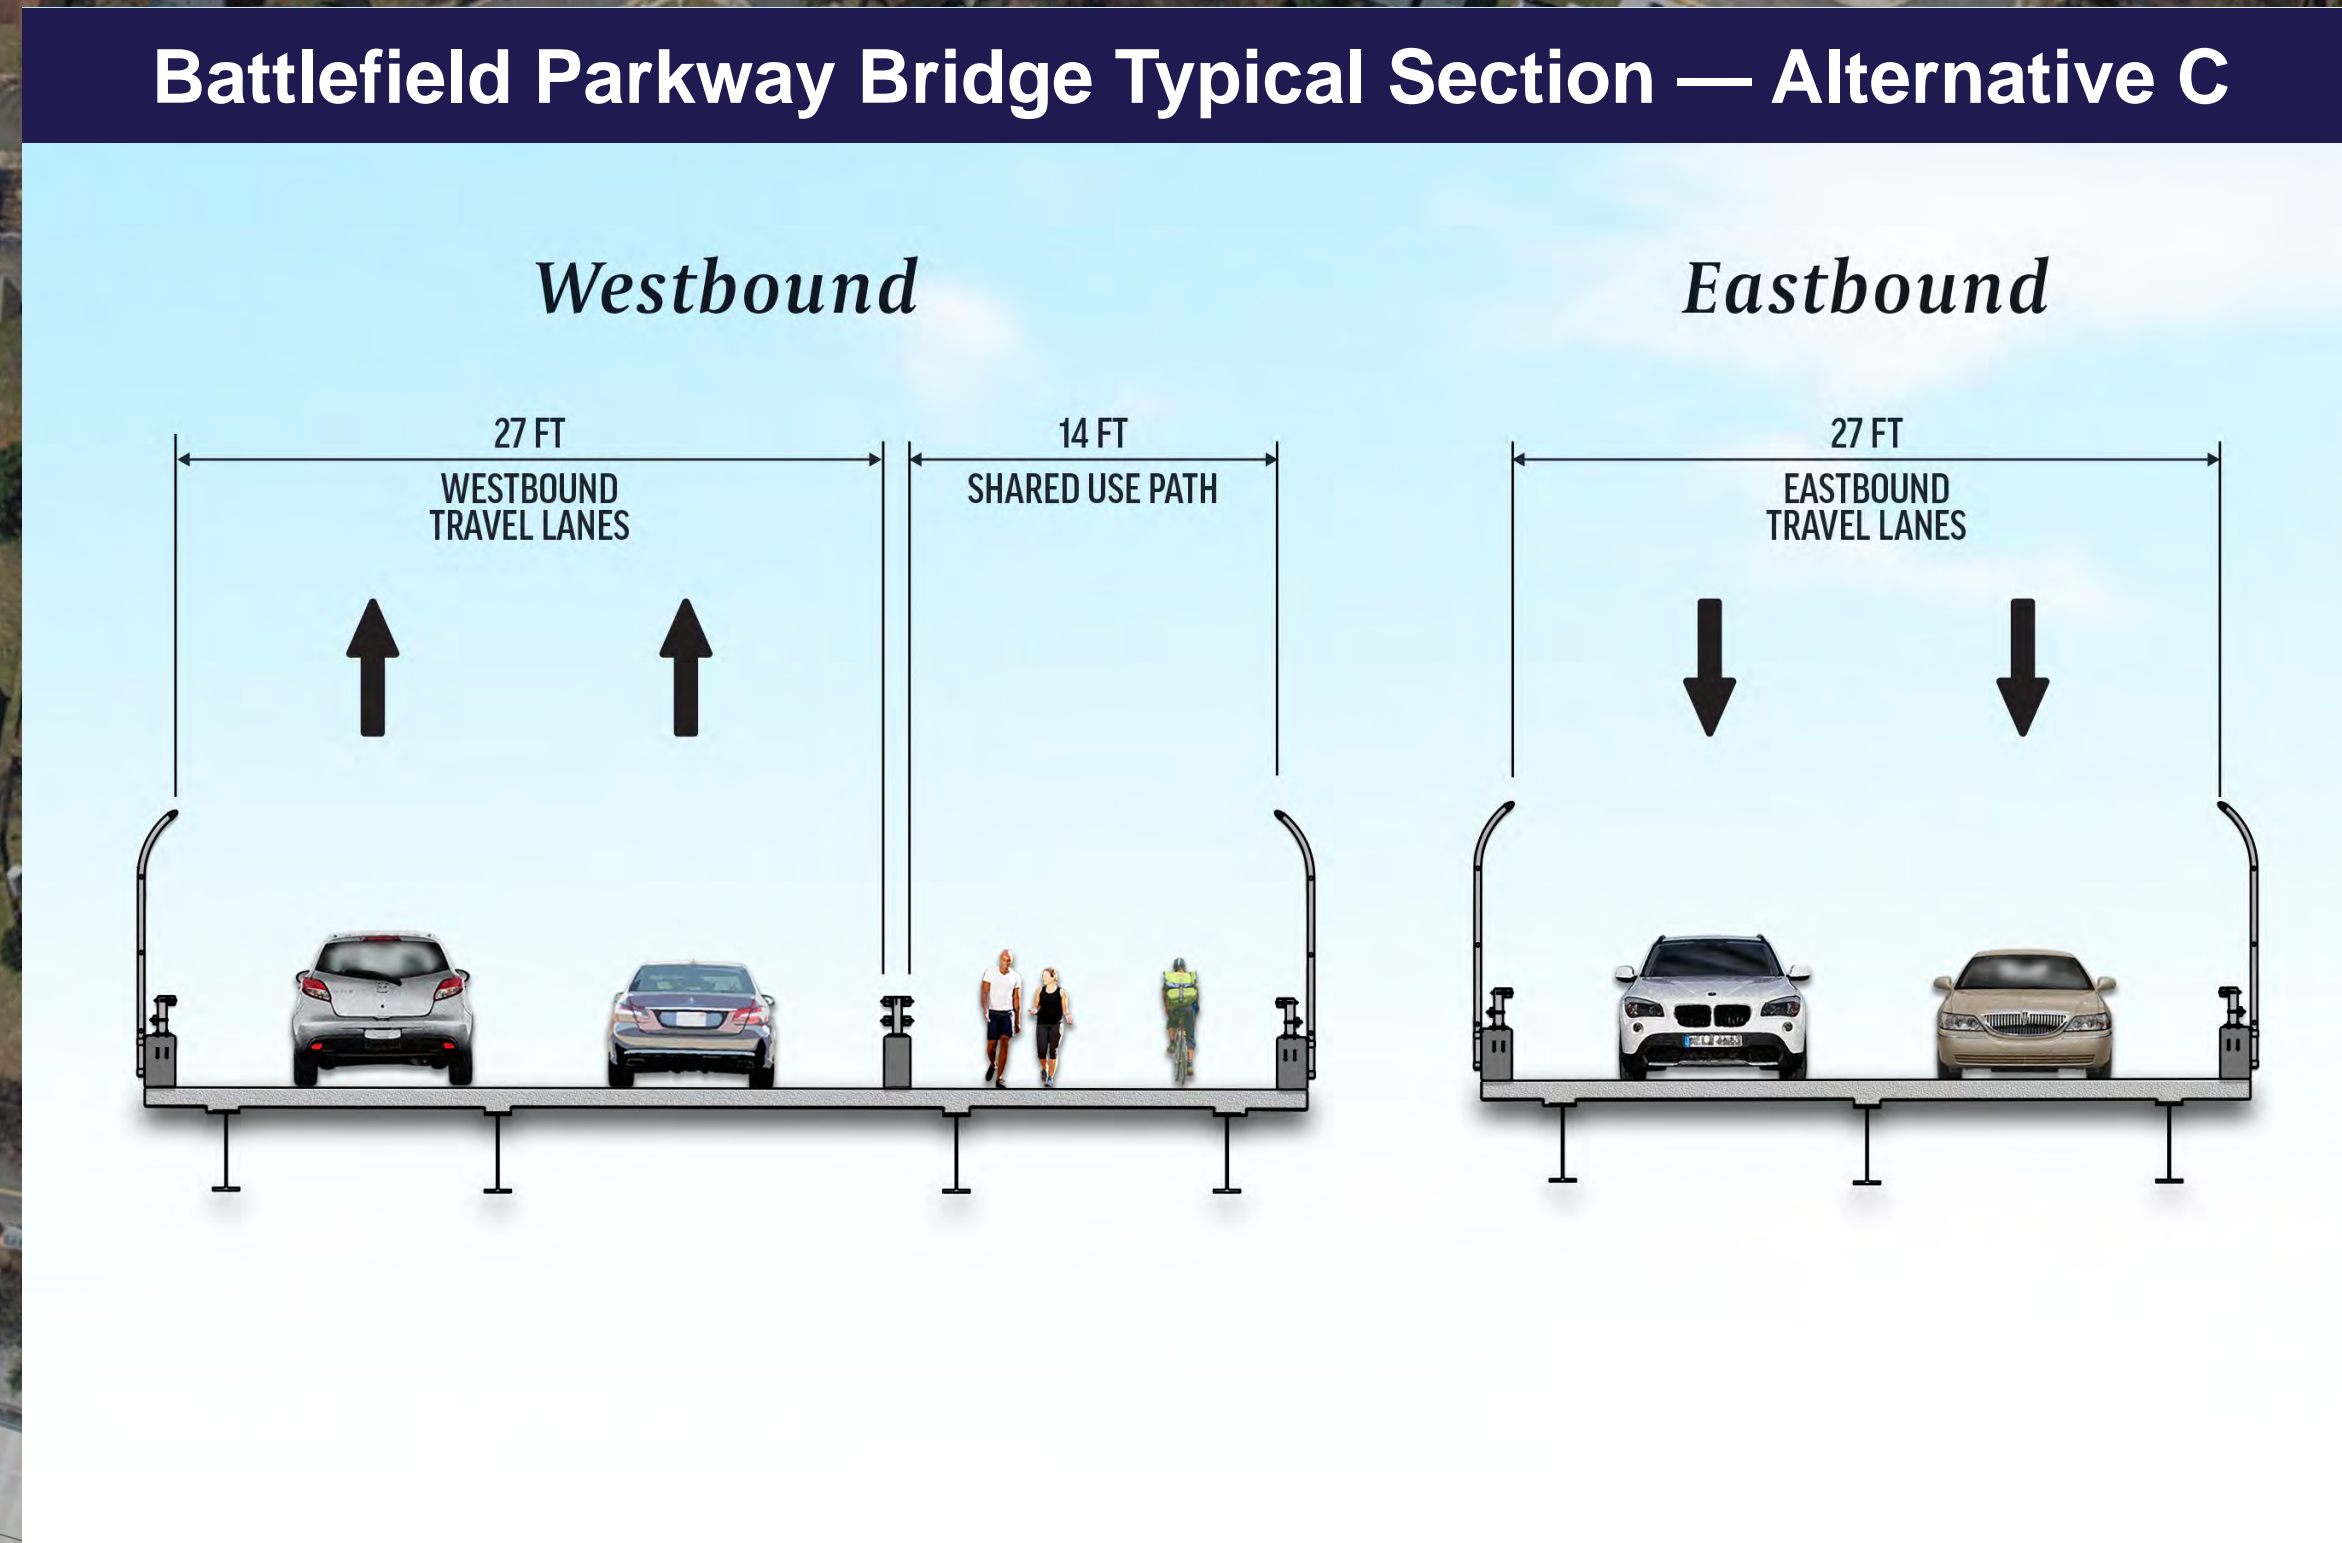 Battlefield Parkway Bridge Typical Section — Alternative C
Westbound
Eastbound
27 FT
WESTBOUND
TRAVEL LANES
14 FT
SHARED USE PATH
27 FT
EASTBOUND
TRAVEL LANES